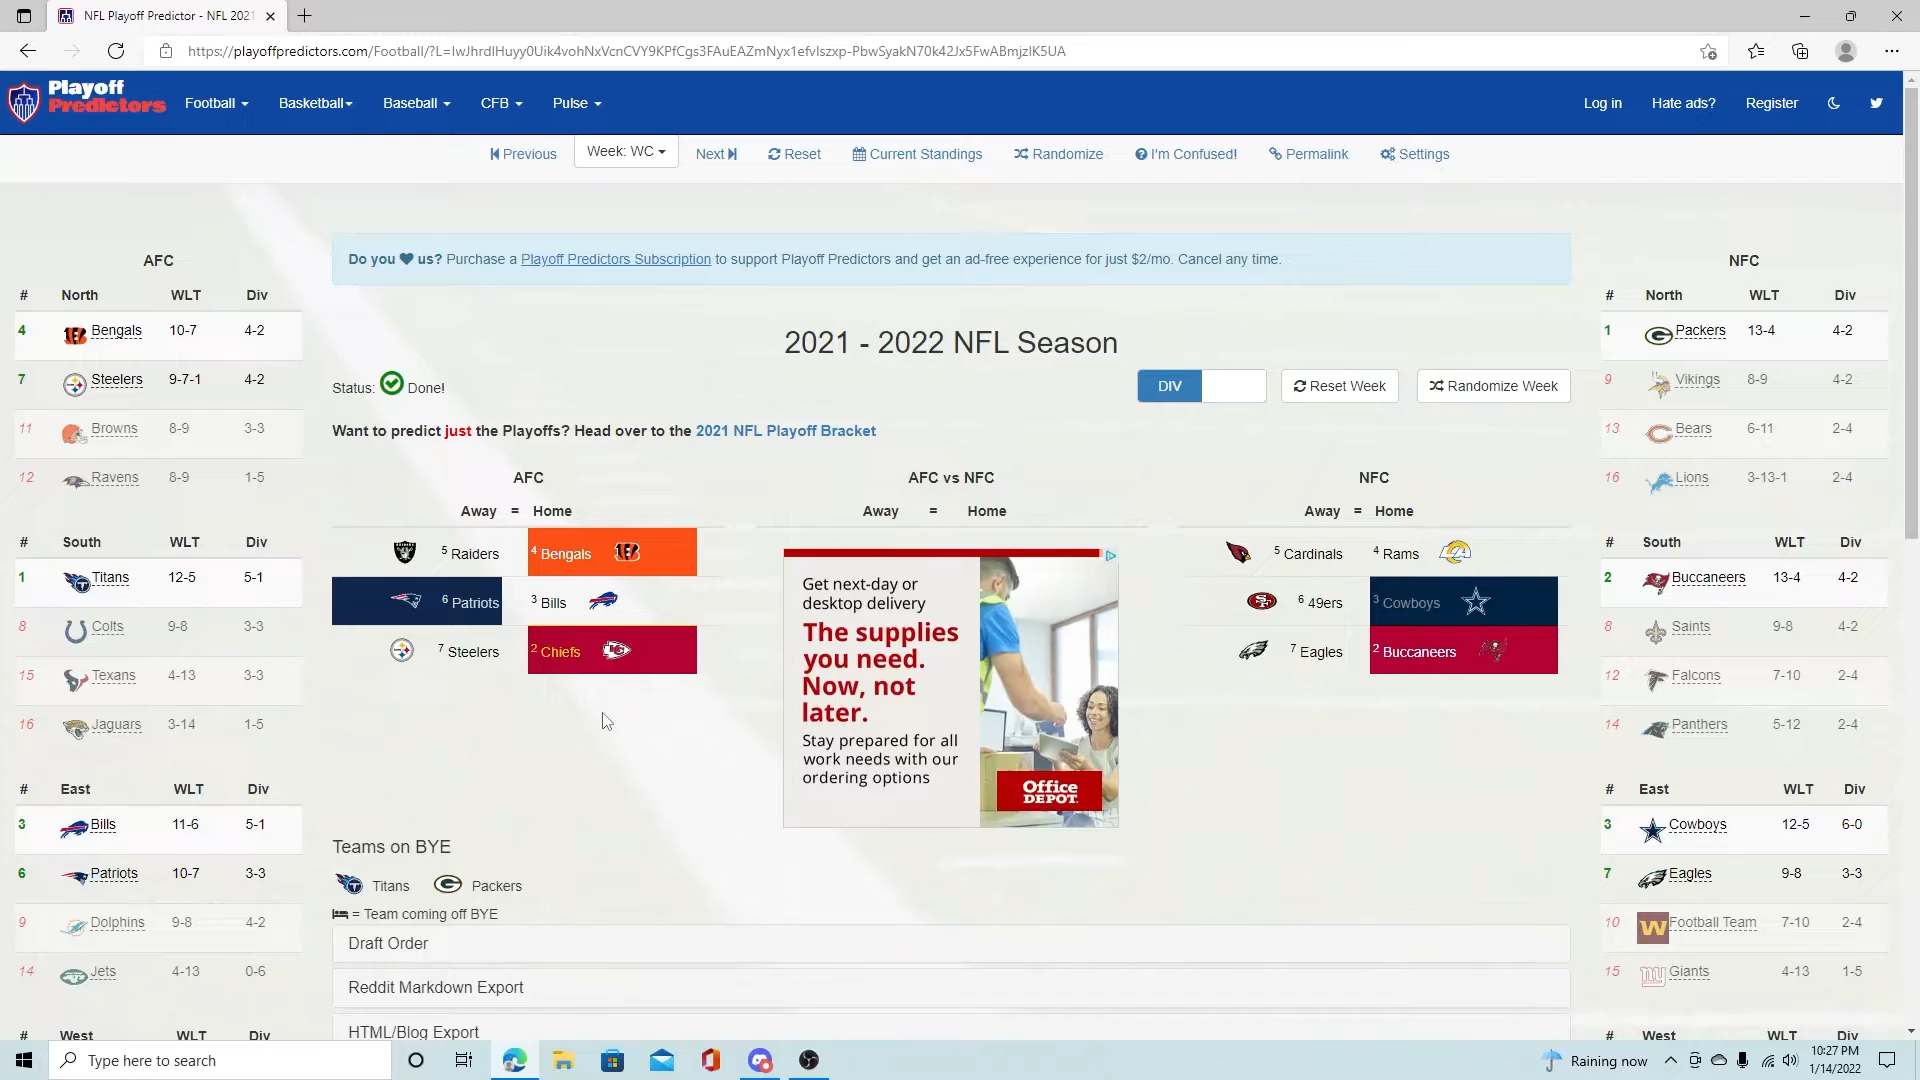 NFL Playoff Predictor - NFL 2021
https://playoffpredictors.com/Football/?L=IwJhrdIHuyy0Uik4vohNxVcnCVY9KPfCgs3FAuEAZmNyx1efvIszxp-PbwSyakN70k42Jx5FwABmjzIK5UA
Playoff Predictors
Football
Basketball
Baseball
CFB
Pulse
Log in
Hate ads?
Register
Previous
Week: WC
Next
Reset
Current Standings
Randomize
I'm Confused!
Permalink
Settings
Do you us? Purchase a Playoff Predictors Subscription to support Playoff Predictors and get an ad-free experience for just $2/mo. Cancel any time.
2021 - 2022 NFL Season
Status: Done!
DIV
Reset Week
Randomize Week
Want to predict just the Playoffs? Head over to the 2021 NFL Playoff Bracket
AFC
# North WLT Div
4 Bengals 10-7 4-2
7 Steelers 9-7-1 4-2
11 Browns 8-9 3-3
12 Ravens 8-9 1-5
# South WLT Div
1 Titans 12-5 5-1
8 Colts 9-8 3-3
15 Texans 4-13 3-3
16 Jaguars 3-14 1-5
# East WLT Div
3 Bills 11-6 5-1
6 Patriots 10-7 3-3
9 Dolphins 9-8 4-2
14 Jets 4-13 0-6
# West WLT Div
AFC
Away = Home
5 Raiders 4 Bengals
6 Patriots 3 Bills
7 Steelers 2 Chiefs
AFC vs NFC
Away = Home
Get next-day or
desktop delivery
The supplies
you need.
Now, not
later.
Stay prepared for all
work needs with our
ordering options
Office
DEPOT.
NFC
Away = Home
5 Cardinals 4 Rams
6 49ers 3 Cowboys
7 Eagles 2 Buccaneers
Teams on BYE
Titans Packers
= Team coming off BYE
Draft Order
Reddit Markdown Export
HTML/Blog Export
NFC
# North WLT Div
1 Packers 13-4 4-2
9 Vikings 8-9 4-2
13 Bears 6-11 2-4
16 Lions 3-13-1 2-4
# South WLT Div
2 Buccaneers 13-4 4-2
8 Saints 9-8 4-2
12 Falcons 7-10 2-4
14 Panthers 5-12 2-4
# East WLT Div
3 Cowboys 12-5 6-0
7 Eagles 9-8 3-3
10 Football Team 7-10 2-4
15 Giants 4-13 1-5
# West WLT Div
Type here to search
Raining now
10:27 PM
1/14/2022